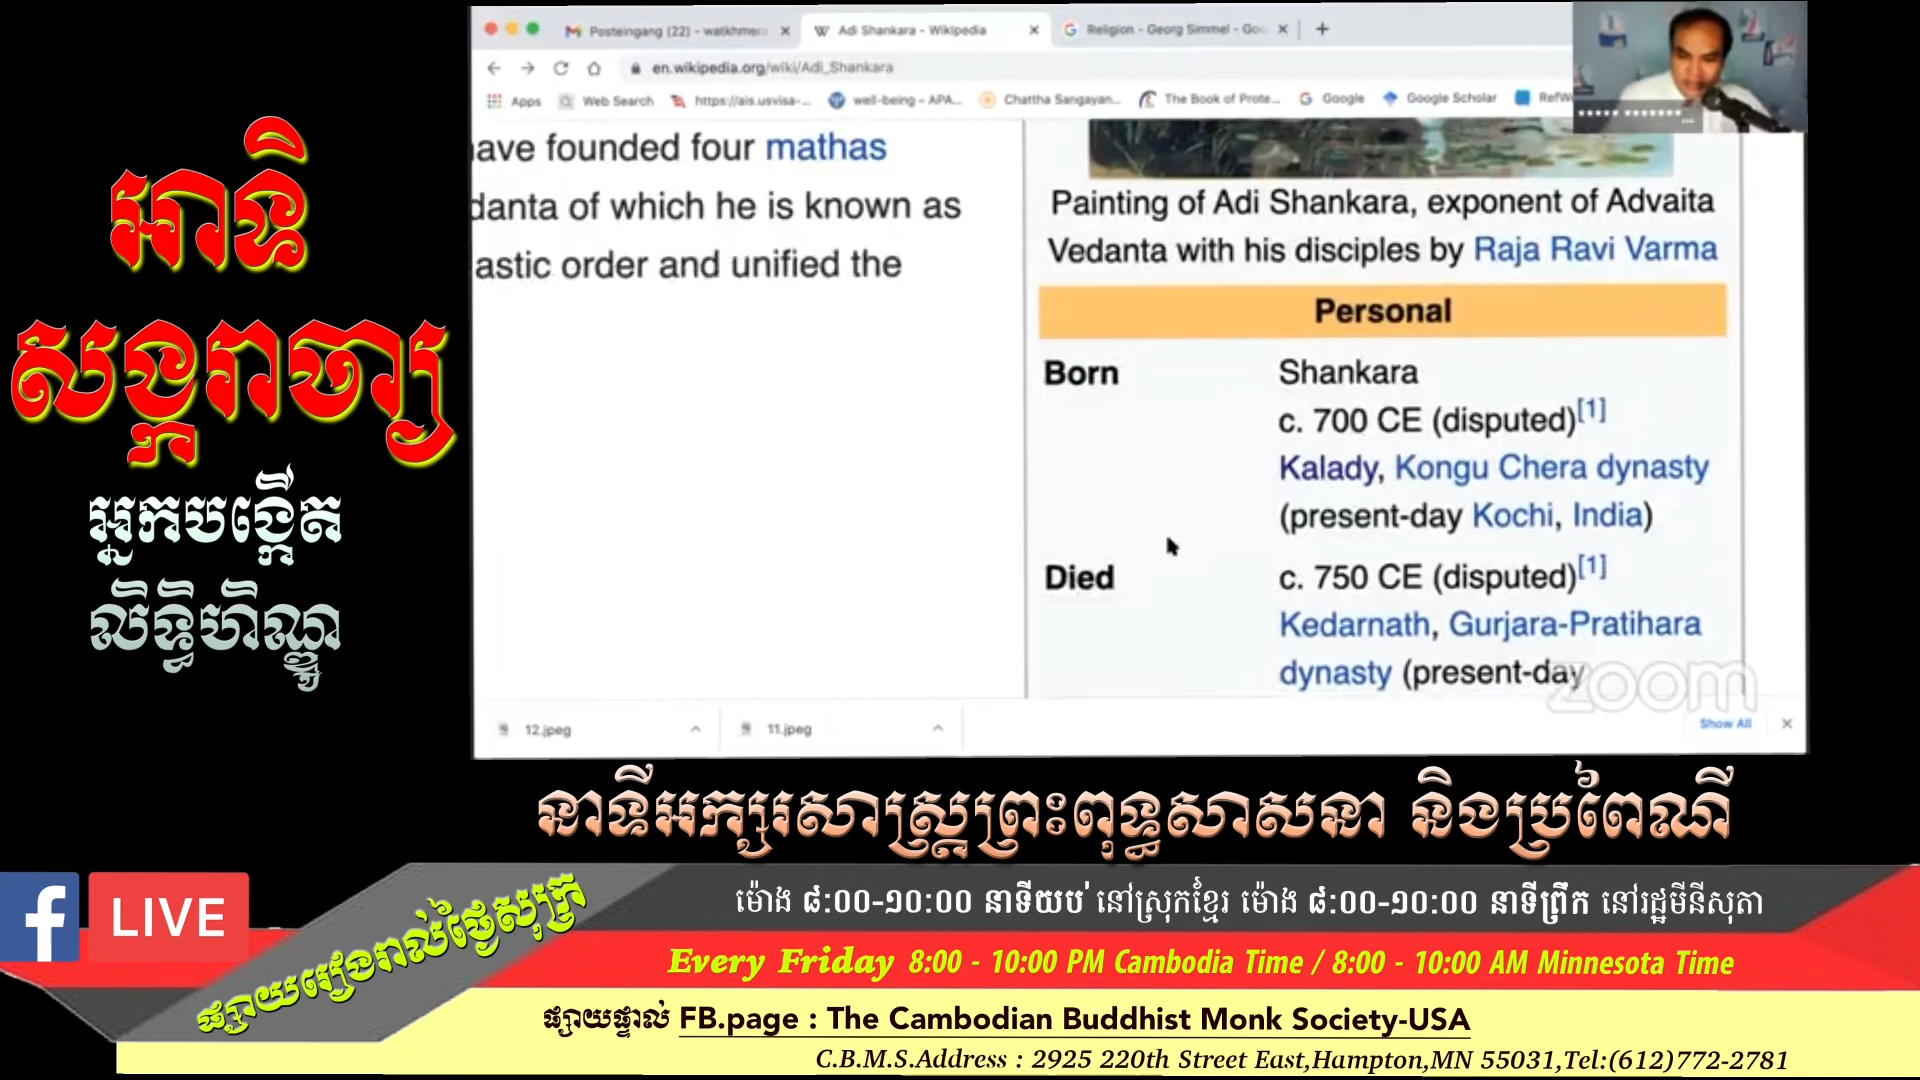 អាទិ
សង្ករាចារ្យ
អ្នកបង្កើត
លិទ្ធិហិណ្ឌូ
Posteingang (22) - watkhmer
Adi Shankara - Wikipedia
Religion - Georg Simmel - Goo
en.wikipedia.org/wiki/Adi_Shankara
Apps
Web Search
https://ais.usvisa-...
well-being – APA...
Chattha Sangayan...
The Book of Prote...
Google
Google Scholar
RefW
ave founded four mathas
danta of which he is known as
astic order and unified the
Painting of Adi Shankara, exponent of Advaita
Vedanta with his disciples by Raja Ravi Varma
Personal
Born Shankara
c. 700 CE (disputed)[1]
Kalady, Kongu Chera dynasty
(present-day Kochi, India)
Died c. 750 CE (disputed)[1]
Kedarnath, Gurjara-Pratihara
dynasty (present-day
zoom
12.jpeg
11.jpeg
Show All
នាទីអក្សរសាស្ត្រព្រះពុទ្ធសាសនា និងប្រពៃណី
LIVE
ផ្សាយរៀងរាល់ថ្ងៃសុក្រ
ម៉ោង ៨:០០-១០:០០ នាទីយប់ នៅស្រុកខ្មែរ ម៉ោង ៨:០០-១០:០០ នាទីព្រឹក នៅរដ្ឋមីនីសុតា
Every Friday 8:00 - 10:00 PM Cambodia Time / 8:00 - 10:00 AM Minnesota Time
ផ្សាយផ្ទាល់ FB.page : The Cambodian Buddhist Monk Society-USA
C.B.M.S.Address : 2925 220th Street East,Hampton,MN 55031,Tel:(612)772-2781